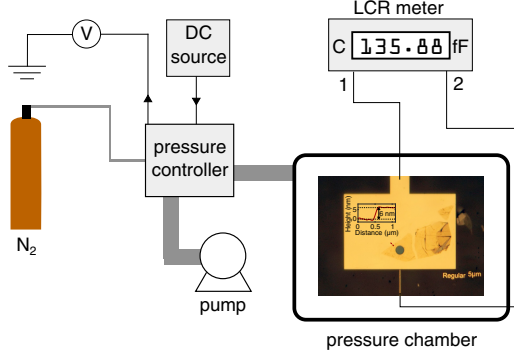 LCR meter
V
DC
source
C 135.88 fF
1
2
pressure
controller
N₂
Height (nm)
5
0
6 nm
0 0.5 1
Distance (μm)
Regular 5μm
pump
pressure chamber